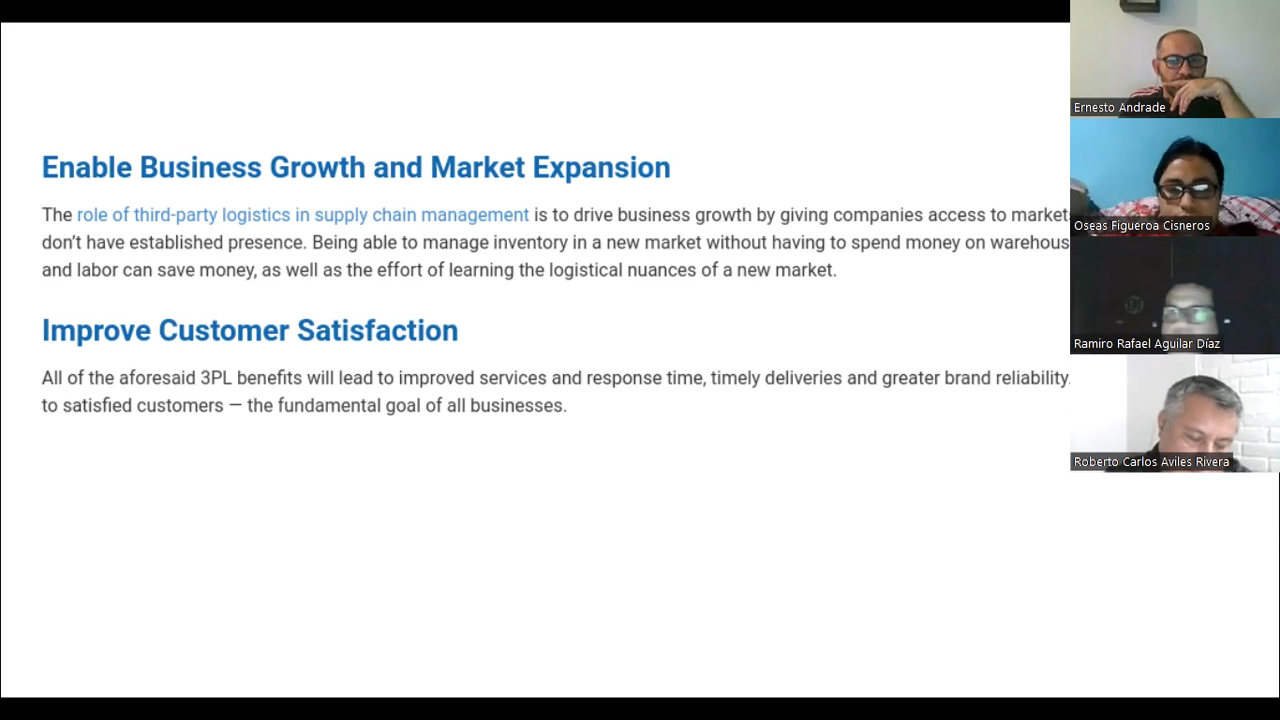 Enable Business Growth and Market Expansion
The role of third-party logistics in supply chain management is to drive business growth by giving companies access to market
don’t have established presence. Being able to manage inventory in a new market without having to spend money on warehous
and labor can save money, as well as the effort of learning the logistical nuances of a new market.
Improve Customer Satisfaction
All of the aforesaid 3PL benefits will lead to improved services and response time, timely deliveries and greater brand reliability.
to satisfied customers — the fundamental goal of all businesses.
Ernesto Andrade
Oseas Figueroa Cisneros
Ramiro Rafael Aguilar Díaz
Roberto Carlos Aviles Rivera